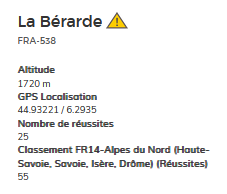 La Bérarde
FRA-538
Altitude
1720 m
GPS Localisation
44.93221 / 6.2935
Nombre de réussites
25
Classement FR14-Alpes du Nord (Haute-
Savoie, Savoie, Isère, Drôme) (Réussites)
55